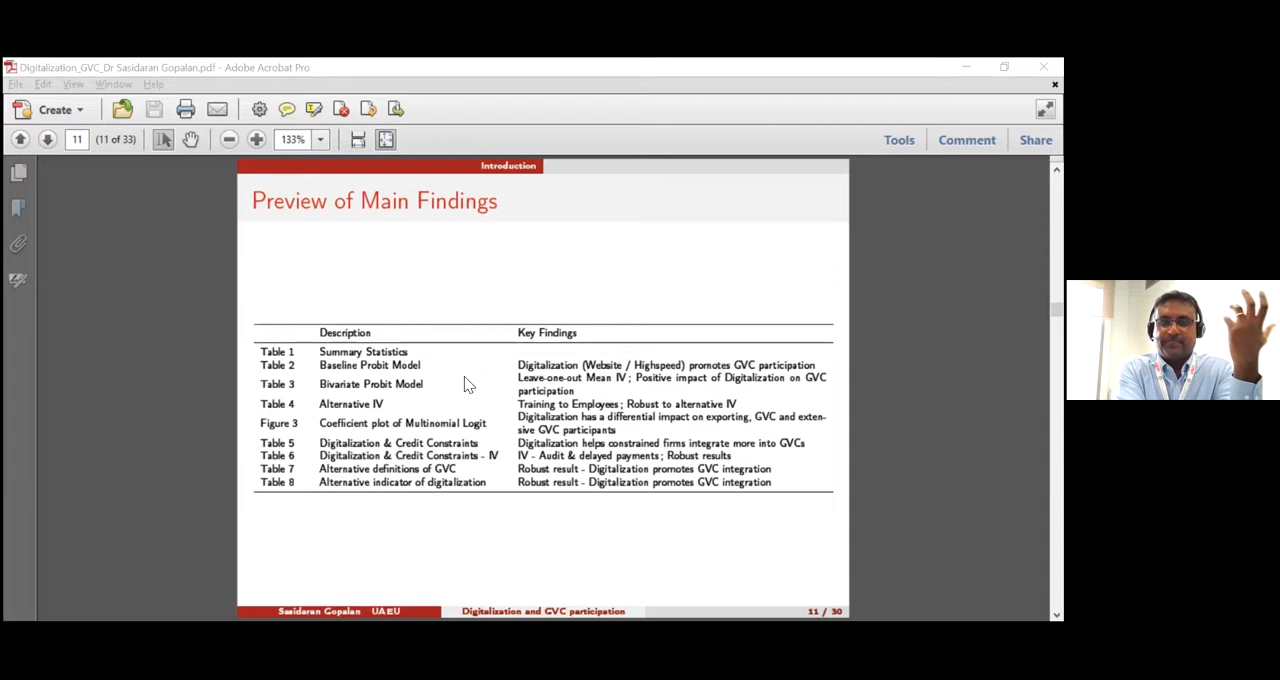 Digitalization_GVC_Dr Sasidaran Gopalan.pdf - Adobe Acrobat Pro
File Edit View Window Help
Create
11 (11 of 33) 133% Tools Comment Share
Introduction
Preview of Main Findings
Description Key Findings
Table 1 Summary Statistics
Table 2 Baseline Probit Model Digitalization (Website / Highspeed) promotes GVC participation
Table 3 Bivariate Probit Model Leave-one-out Mean IV ; Positive impact of Digitalization on GVC
participation
Table 4 Alternative IV Training to Employees ; Robust to alternative IV
Figure 3 Coefficient plot of Multinomial Logit Digitalization has a differential impact on exporting, GVC and exten-
sive GVC participants
Table 5 Digitalization & Credit Constraints Digitalization helps constrained firms integrate more into GVCs
Table 6 Digitalization & Credit Constraints - IV IV - Audit & delayed payments ; Robust results
Table 7 Alternative definitions of GVC Robust result - Digitalization promotes GVC integration
Table 8 Alternative indicator of digitalization Robust result - Digitalization promotes GVC integration
Sasidaran Gopalan UAEU Digitalization and GVC participation 11 / 30